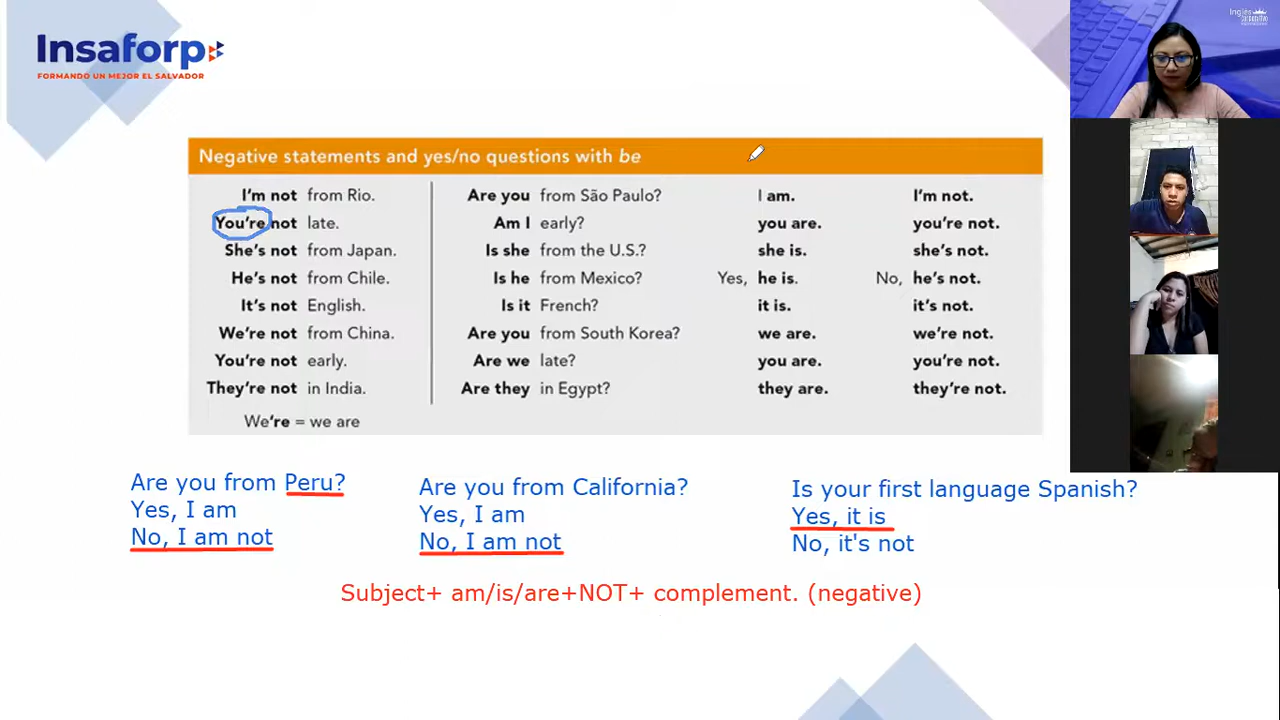 Insaforp
FORMANDO UN MEJOR EL SALVADOR
Inglés
Negative statements and yes/no questions with be
I'm not from Rio. Are you from São Paulo? I am. I'm not.
You're not late. Am I early? you are. you're not.
She's not from Japan. Is she from the U.S.? she is. she's not.
He's not from Chile. Is he from Mexico? Yes, he is. No, he's not.
It's not English. Is it French? it is. it's not.
We're not from China. Are you from South Korea? we are. we're not.
You're not early. Are we late? you are. you're not.
They're not in India. Are they in Egypt? they are. they're not.
We're = we are
Are you from Peru?
Yes, I am
No, I am not
Are you from California?
Yes, I am
No, I am not
Is your first language Spanish?
Yes, it is
No, it's not
Subject+ am/is/are+NOT+ complement. (negative)